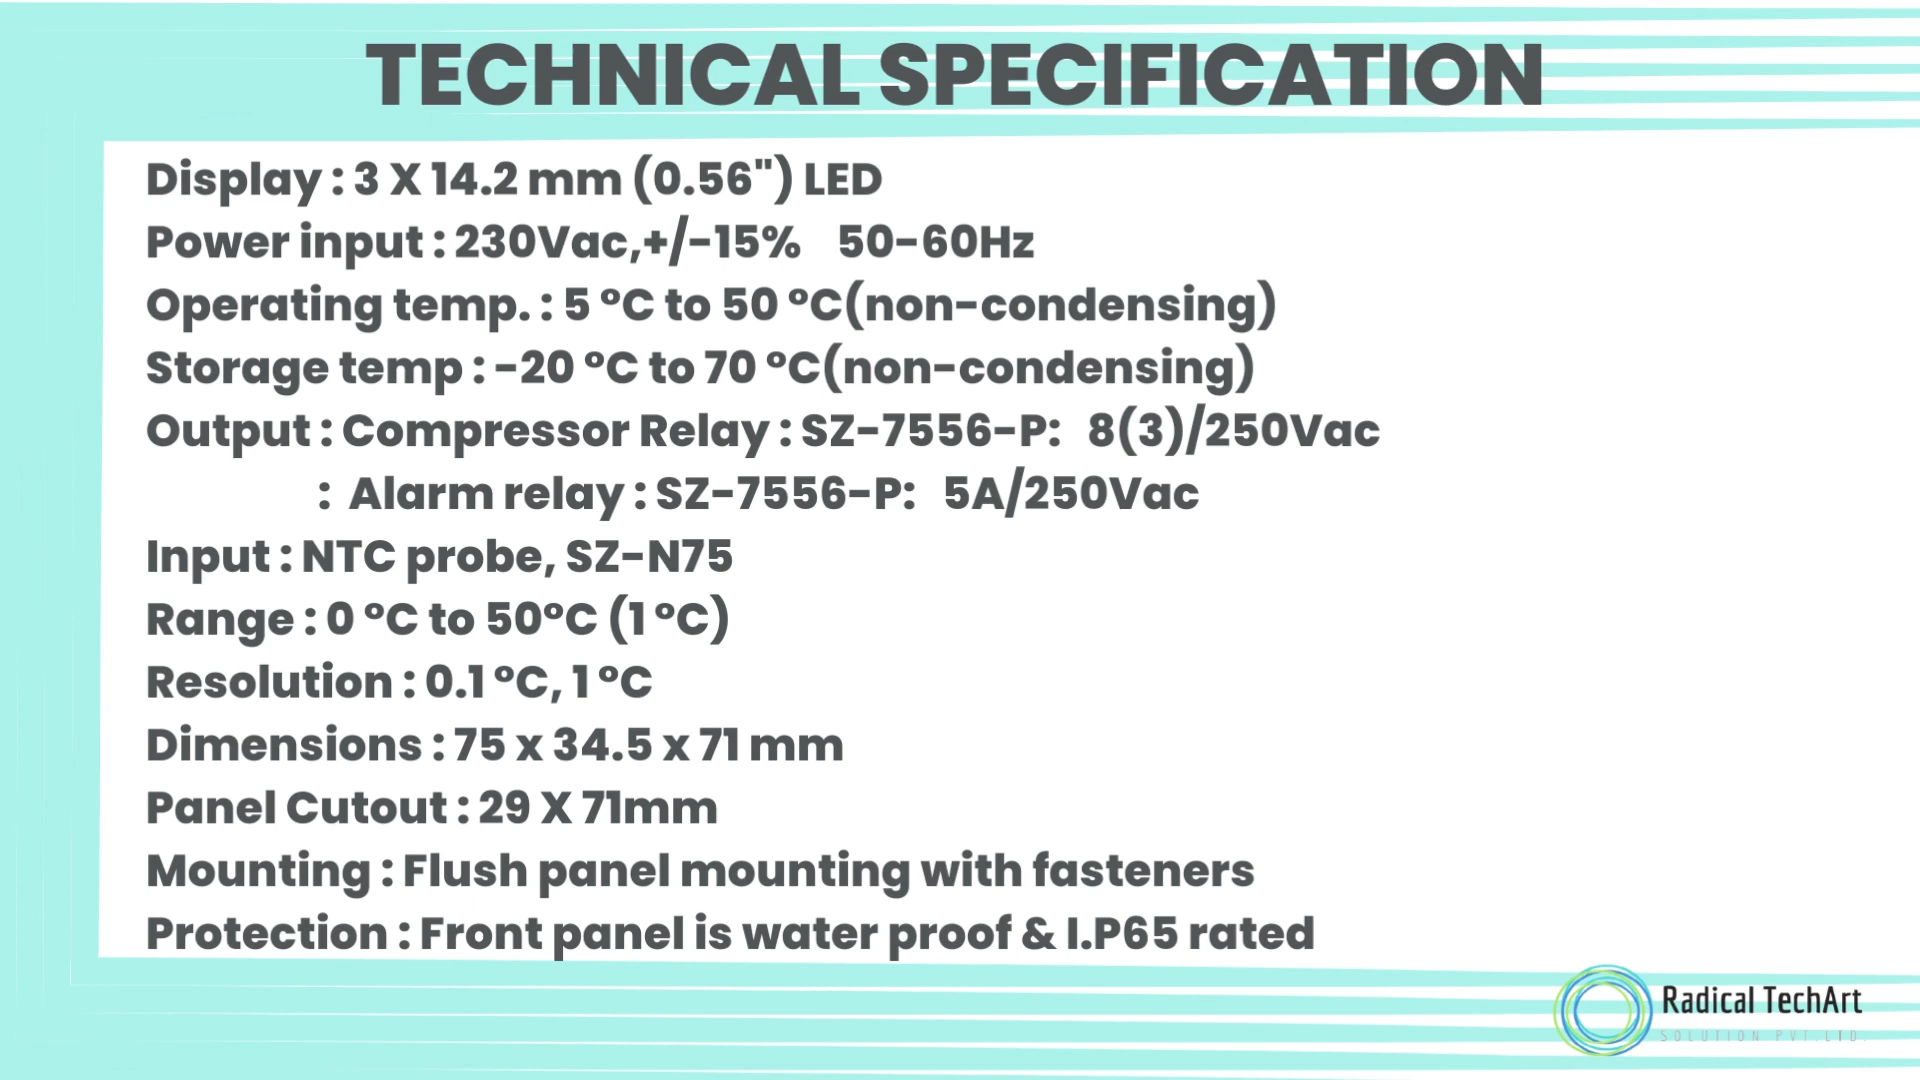 TECHNICAL SPECIFICATION
Display : 3 X 14.2 mm (0.56") LED
Power input : 230Vac,+/-15% 50-60Hz
Operating temp. : 5 °C to 50 °C(non-condensing)
Storage temp : -20 °C to 70 °C(non-condensing)
Output : Compressor Relay : SZ-7556-P: 8(3)/250Vac
: Alarm relay : SZ-7556-P: 5A/250Vac
Input : NTC probe, SZ-N75
Range : 0 °C to 50°C (1 °C)
Resolution : 0.1 °C, 1 °C
Dimensions : 75 x 34.5 x 71 mm
Panel Cutout : 29 X 71mm
Mounting : Flush panel mounting with fasteners
Protection : Front panel is water proof & I.P65 rated
Radical TechArt
SOLUTION PVT.LTD.